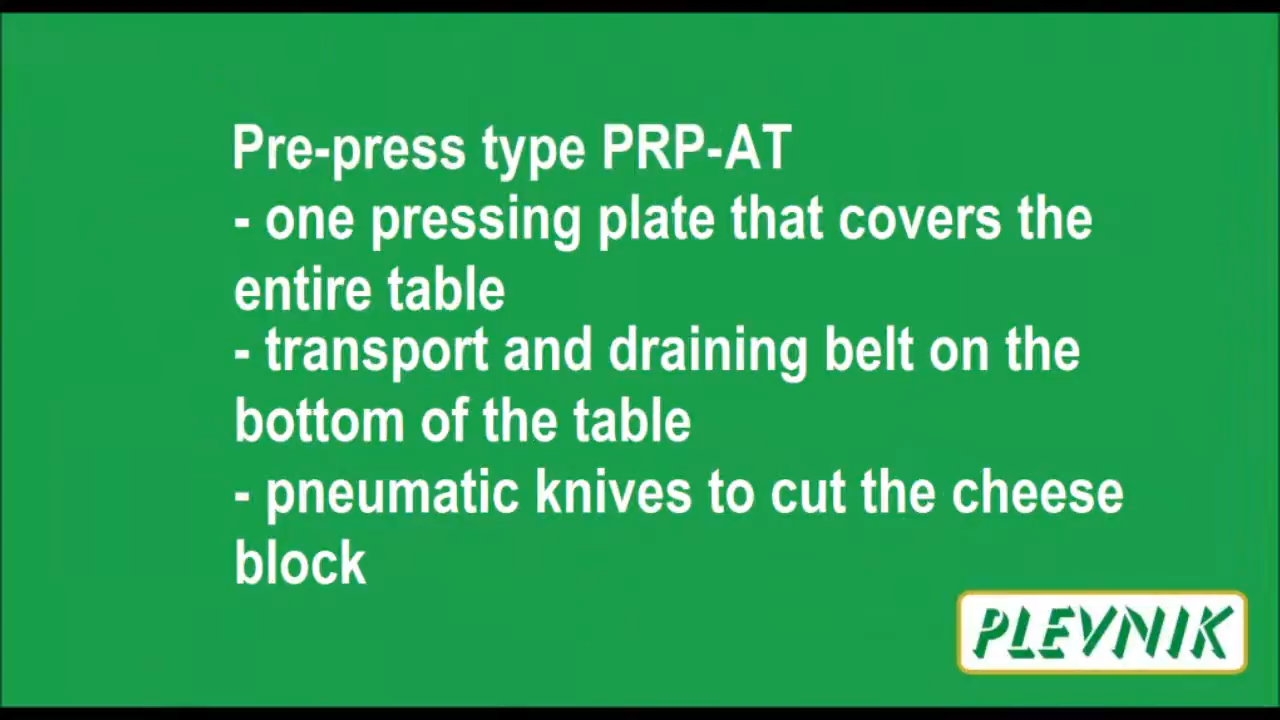 Pre-press type PRP-AT
- one pressing plate that covers the
entire table
- transport and draining belt on the
bottom of the table
- pneumatic knives to cut the cheese
block
PLEVNIK